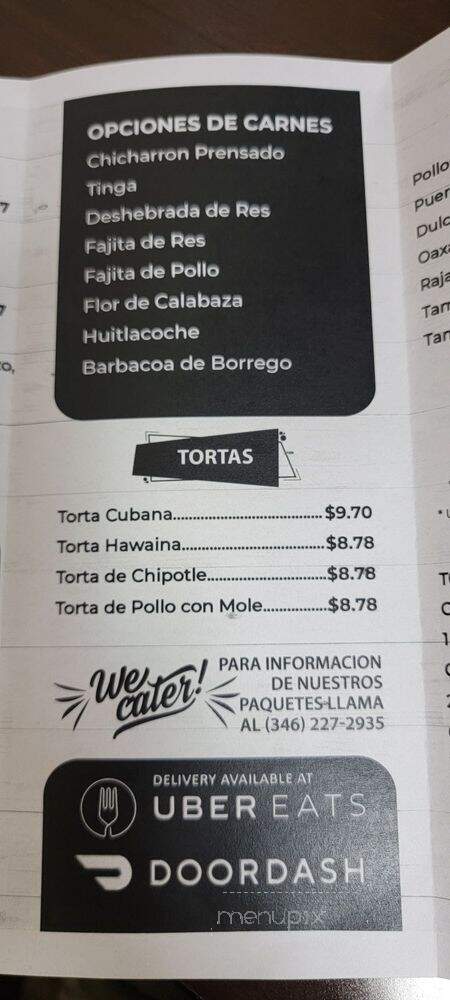 OPCIONES DE CARNES
Chicharron Prensado
Tinga
Deshebrada de Res
Fajita de Res
Fajita de Pollo
Flor de Calabaza
Huitlacoche
Barbacoa de Borrego
TORTAS
Torta Cubana......................................$9.70
Torta Hawaina....................................$8.78
Torta de Chipotle...............................$8.78
Torta de Pollo con Mole................$8.78
We cater!
PARA INFORMACION
DE NUESTROS
PAQUETES LLAMA
AL (346) 227-2935
DELIVERY AVAILABLE AT
UBER EATS
DOORDASH
menupix
Pollo